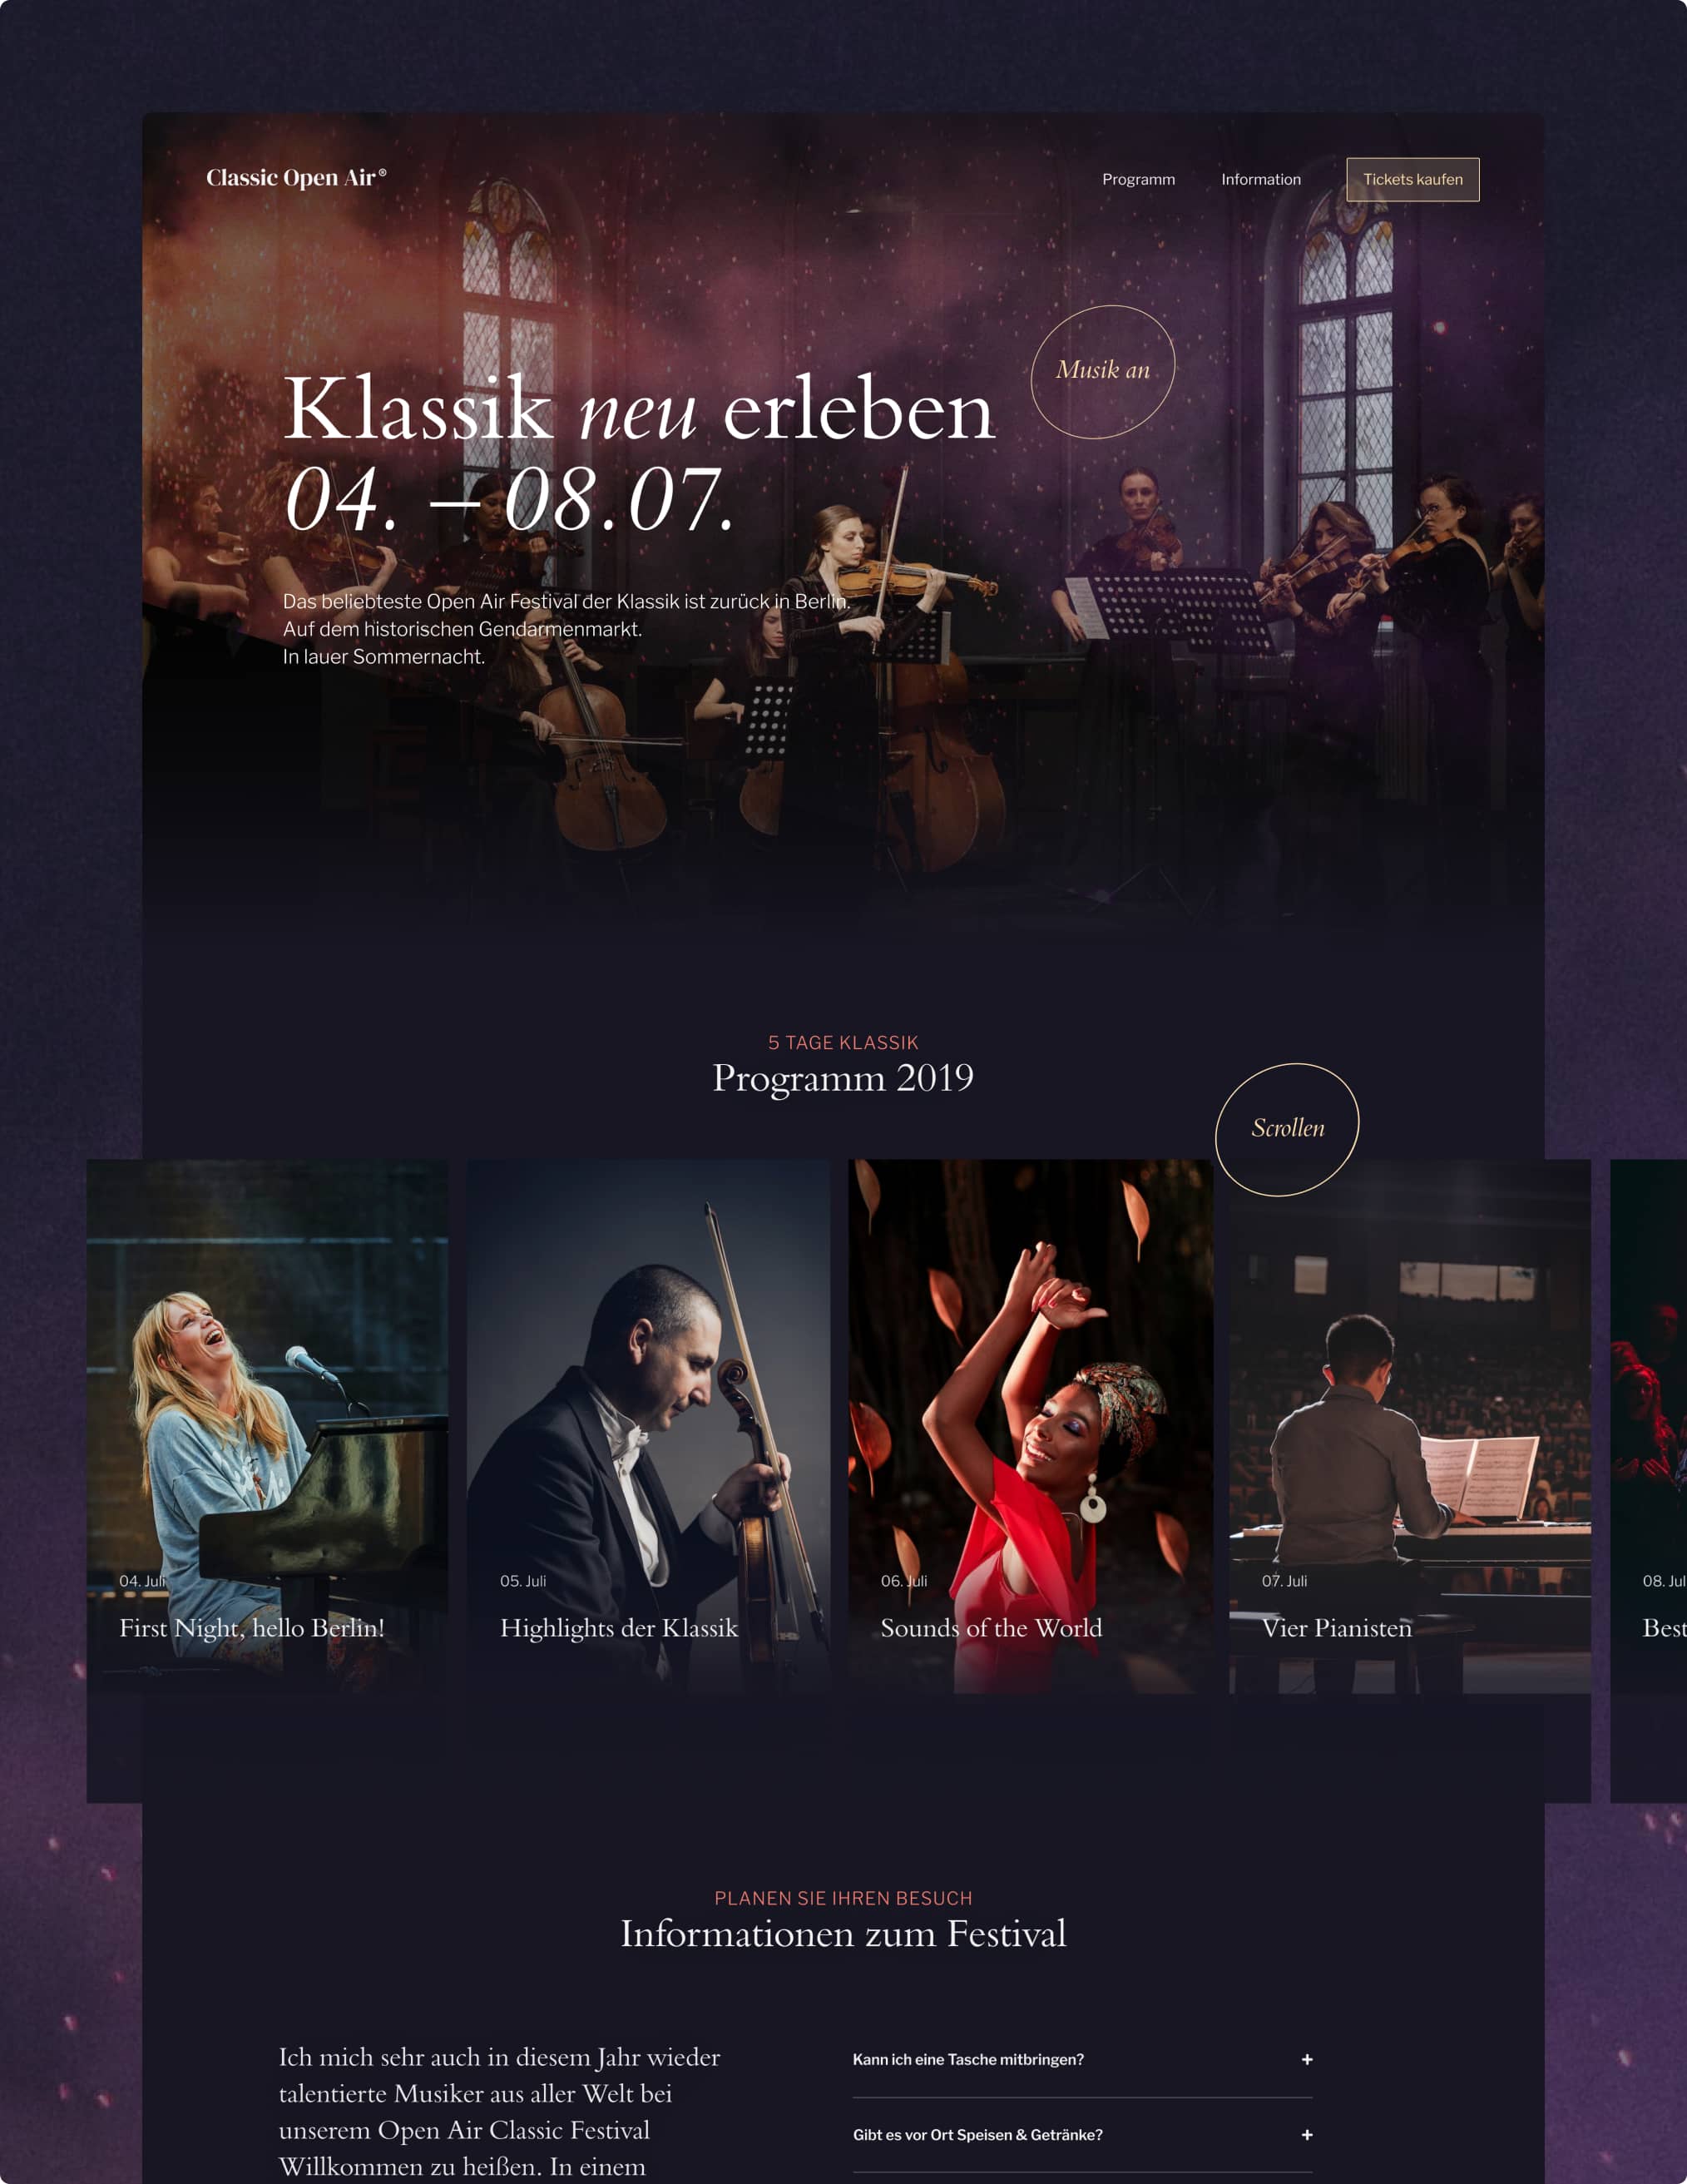 Classic Open Air®
Programm
Information
Tickets kaufen
Musik an
Klassik neu erleben
04. – 08.07.
Das beliebteste Open Air Festival der Klassik ist zurück in Berlin.
Auf dem historischen Gendarmenmarkt.
In lauer Sommernacht.
5 TAGE KLASSIK
Programm 2019
Scrollen
04. Juli
First Night, hello Berlin!
05. Juli
Highlights der Klassik
06. Juli
Sounds of the World
07. Juli
Vier Pianisten
08. Jul
Best
PLANEN SIE IHREN BESUCH
Informationen zum Festival
Ich mich sehr auch in diesem Jahr wieder
talentierte Musiker aus aller Welt bei
unserem Open Air Classic Festival
Willkommen zu heißen. In einem
Kann ich eine Tasche mitbringen? +
Gibt es vor Ort Speisen & Getränke? +